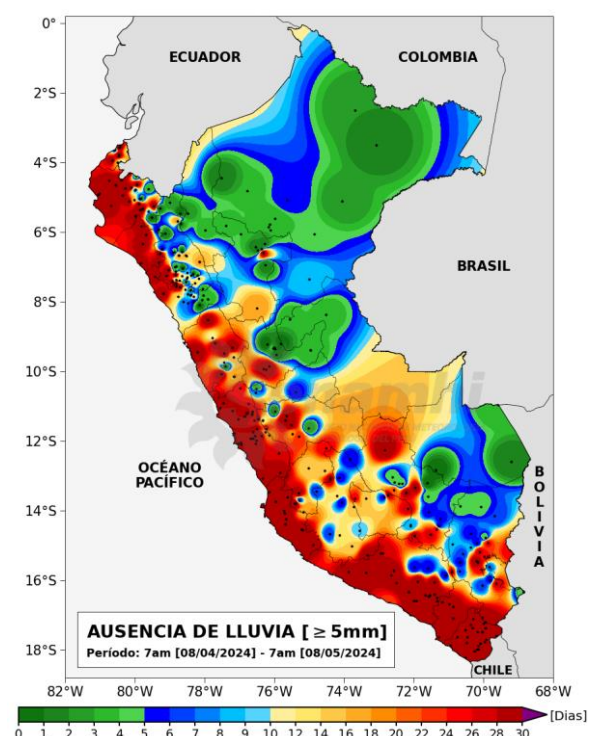 0°
2°S
4°S
6°S
8°S
10°S
12°S
14°S
16°S
18°S
ECUADOR
COLOMBIA
BRASIL
OCÉANO
PACÍFICO
BOLIVIA
CHILE
AUSENCIA DE LLUVIA [≥5mm]
Período: 7am [08/04/2024] - 7am [08/05/2024]
82°W 80°W 78°W 76°W 74°W 72°W 70°W 68°W
0 1 2 3 4 5 6 7 8 9 10 12 14 16 18 20 22 24 26 28 30 [Dias]